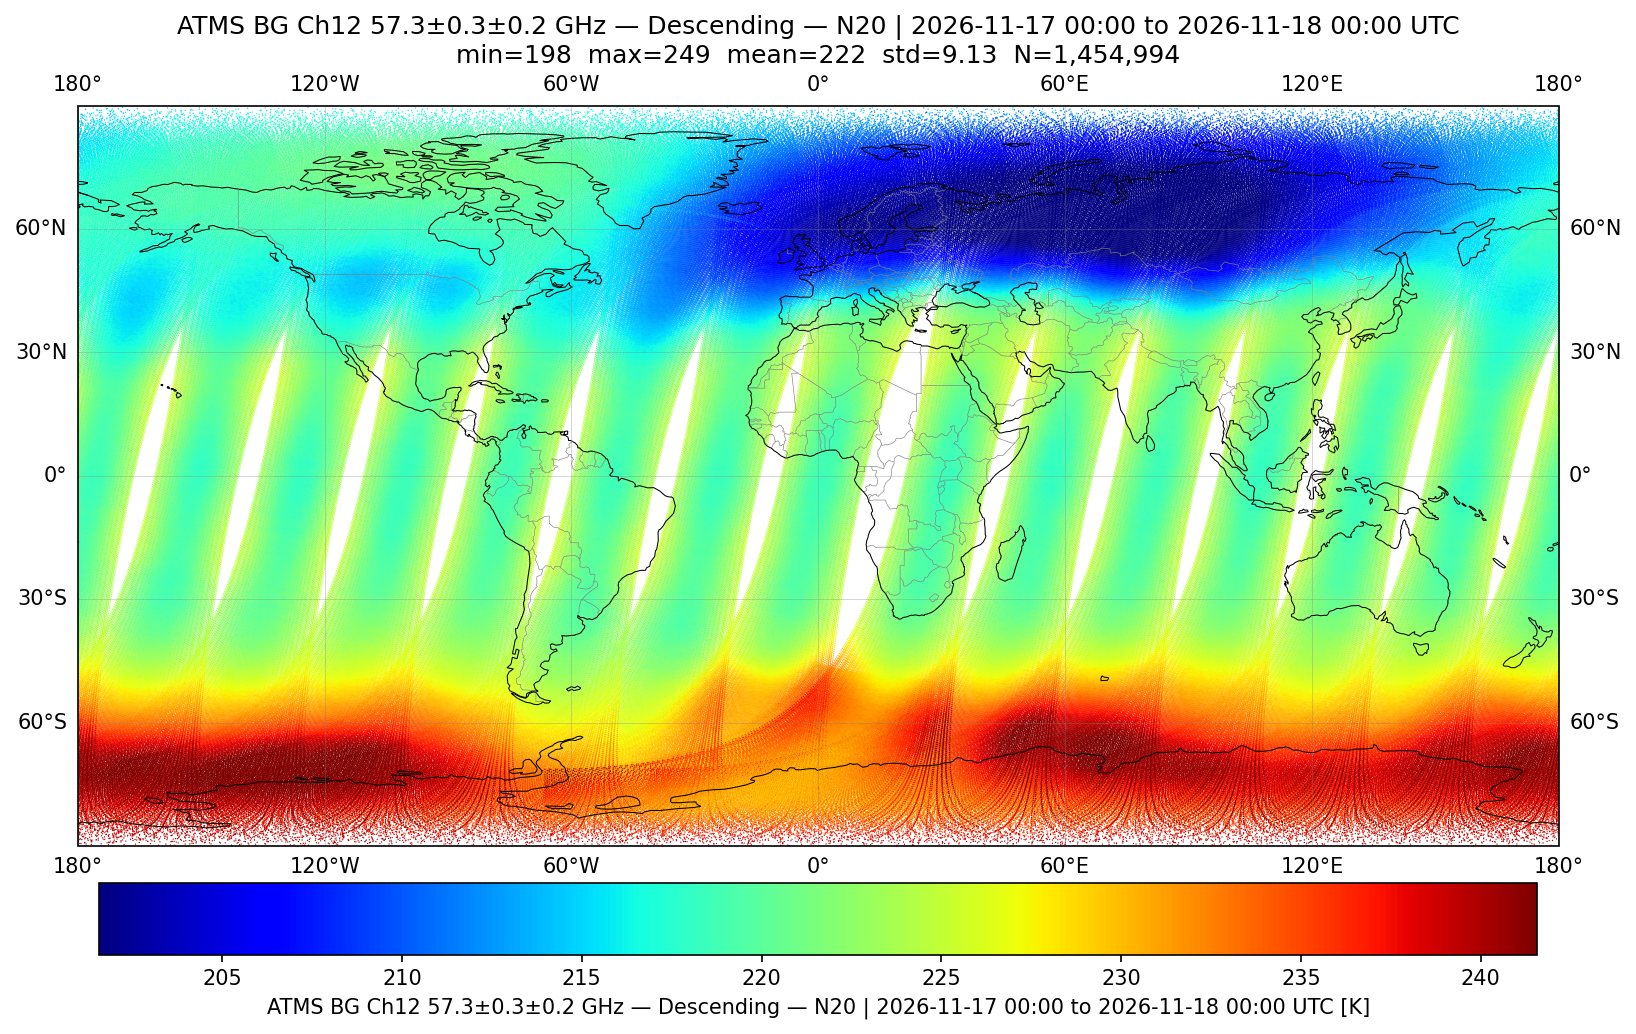 ATMS BG Ch12 57.3±0.3±0.2 GHz — Descending — N20 | 2026-11-17 00:00 to 2026-11-18 00:00 UTC
min=198  max=249  mean=222  std=9.13  N=1,454,994
180° 120°W 60°W 0° 60°E 120°E 180°
60°N 60°N
30°N 30°N
0° 0°
30°S 30°S
60°S 60°S
180° 120°W 60°W 0° 60°E 120°E 180°
205 210 215 220 225 230 235 240
ATMS BG Ch12 57.3±0.3±0.2 GHz — Descending — N20 | 2026-11-17 00:00 to 2026-11-18 00:00 UTC [K]